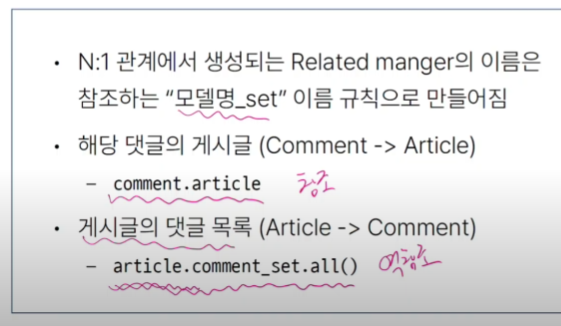 • N:1 관계에서 생성되는 Related manger의 이름은
참조하는 “모델명_set” 이름 규칙으로 만들어짐
• 해당 댓글의 게시글 (Comment -> Article)
– comment.article 참조
• 게시글의 댓글 목록 (Article -> Comment)
– article.comment_set.all() 역참조